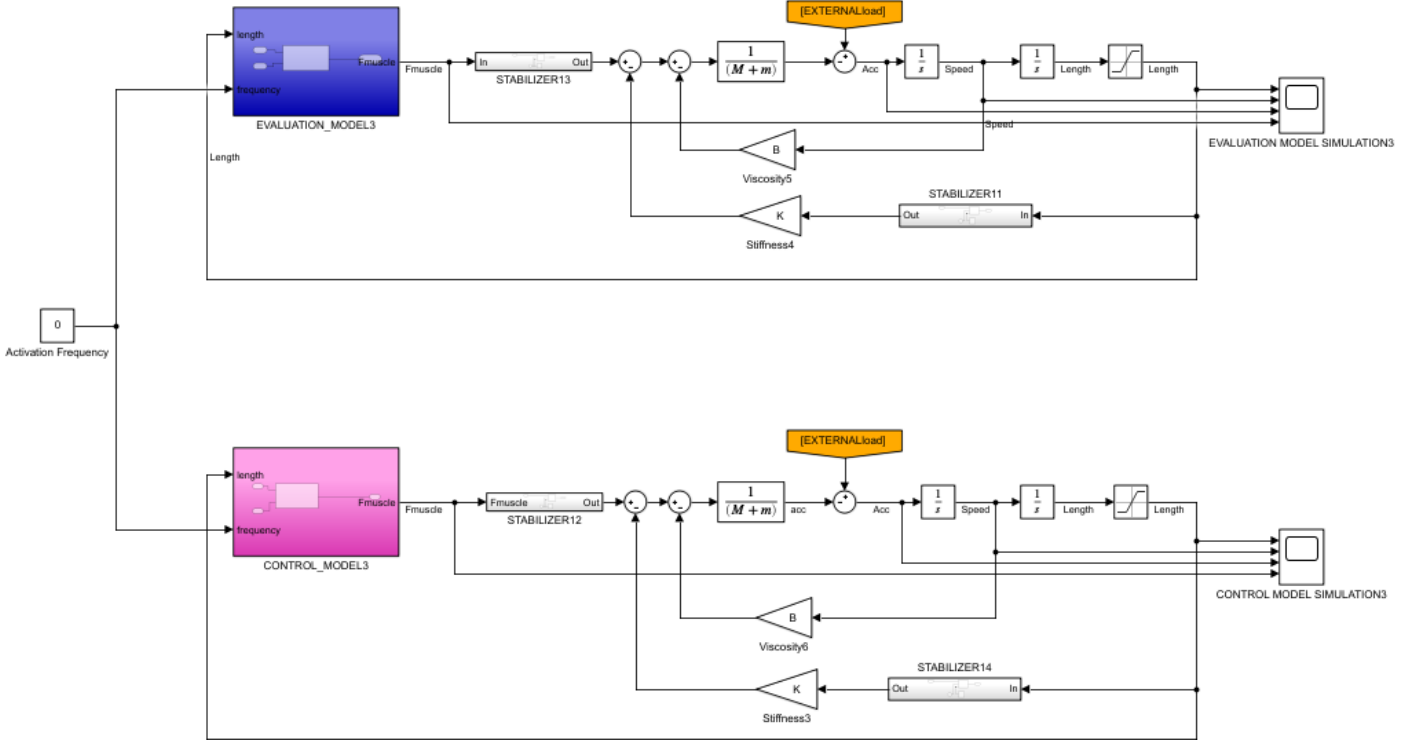 [EXTERNALload]
length
Fmuscle
frequency
EVALUATION_MODEL3
Fmuscle
In
Out
STABILIZER13
+
-
+
-
1
(M + m)
+
-
Acc
1
s
Speed
1
s
Length
Length
Speed
EVALUATION MODEL SIMULATION3
Length
B
Viscosity5
STABILIZER11
K
Out
In
Stiffness4
0
Activation Frequency
[EXTERNALload]
length
Fmuscle
frequency
CONTROL_MODEL3
Fmuscle
Fmuscle
Out
STABILIZER12
+
-
+
-
1
(M + m)
acc
+
-
Acc
1
s
Speed
1
s
Length
Length
CONTROL MODEL SIMULATION3
B
Viscosity6
STABILIZER14
K
Out
In
Stiffness3